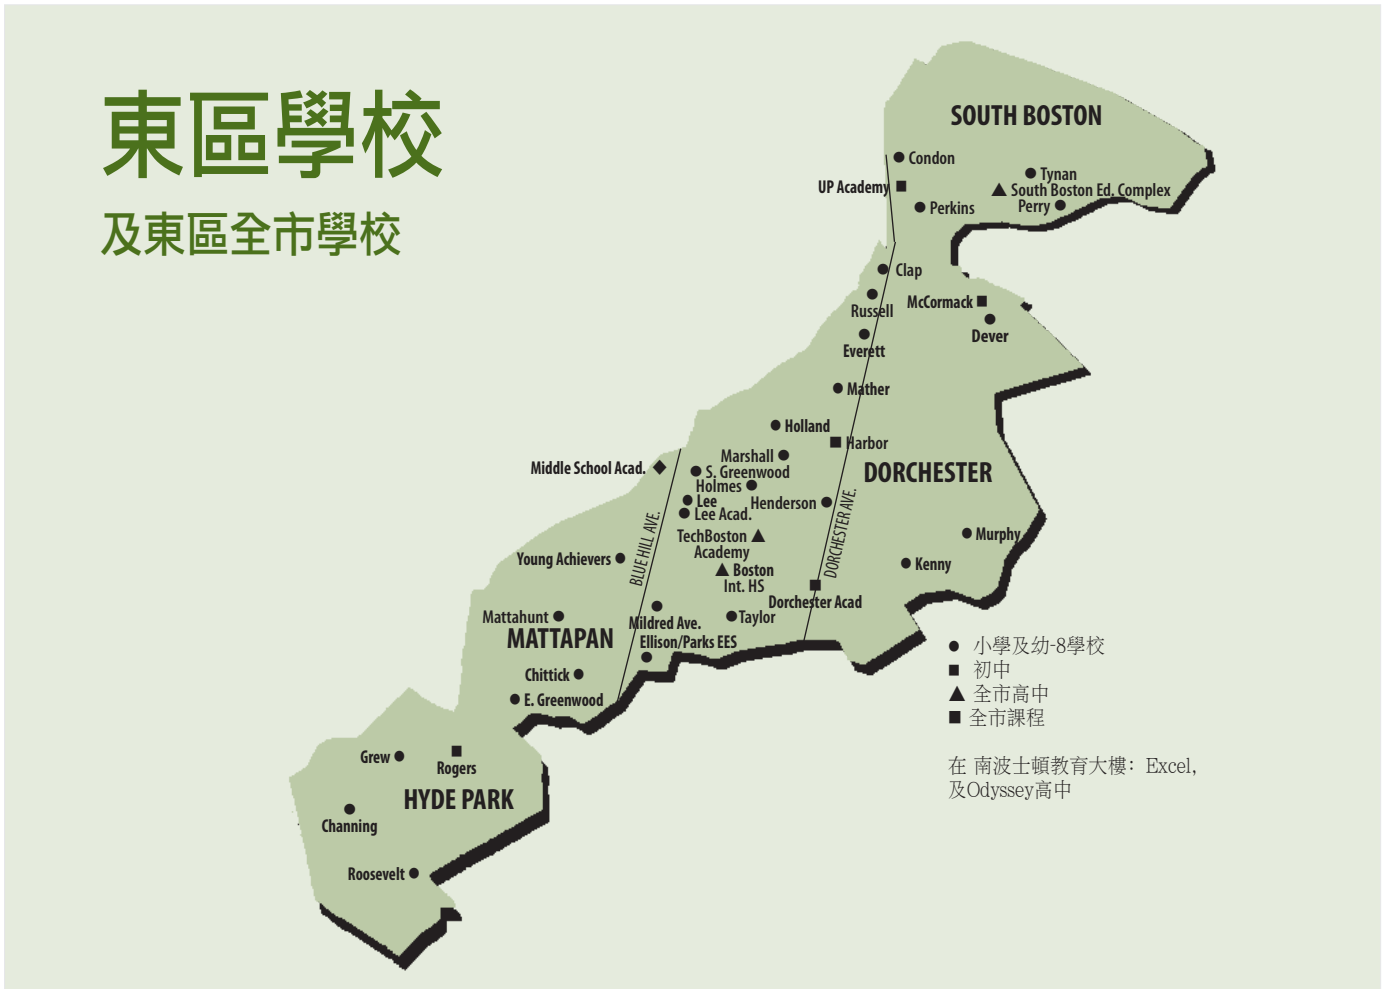 東區學校
及東區全市學校
SOUTH BOSTON
Condon
Tynan
UP Academy
South Boston Ed. Complex
Perkins
Perry
Clap
McCormack
Russell
Dever
Everett
Mather
Holland
Harbor
Marshall
Middle School Acad.
S. Greenwood
DORCHESTER
Holmes
Lee
Henderson
Lee Acad.
BLUE HILL AVE.
DORCHESTER AVE.
TechBoston
Academy
Murphy
Young Achievers
Kenny
Boston
Int. HS
Dorchester Acad
Mattahunt
Taylor
Mildred Ave.
MATTAPAN
Ellison/Parks EES
Chittick
E. Greenwood
小學及幼-8學校
初中
全市高中
全市課程
Grew
Rogers
在 南波士頓教育大樓：Excel,
及Odyssey高中
HYDE PARK
Channing
Roosevelt